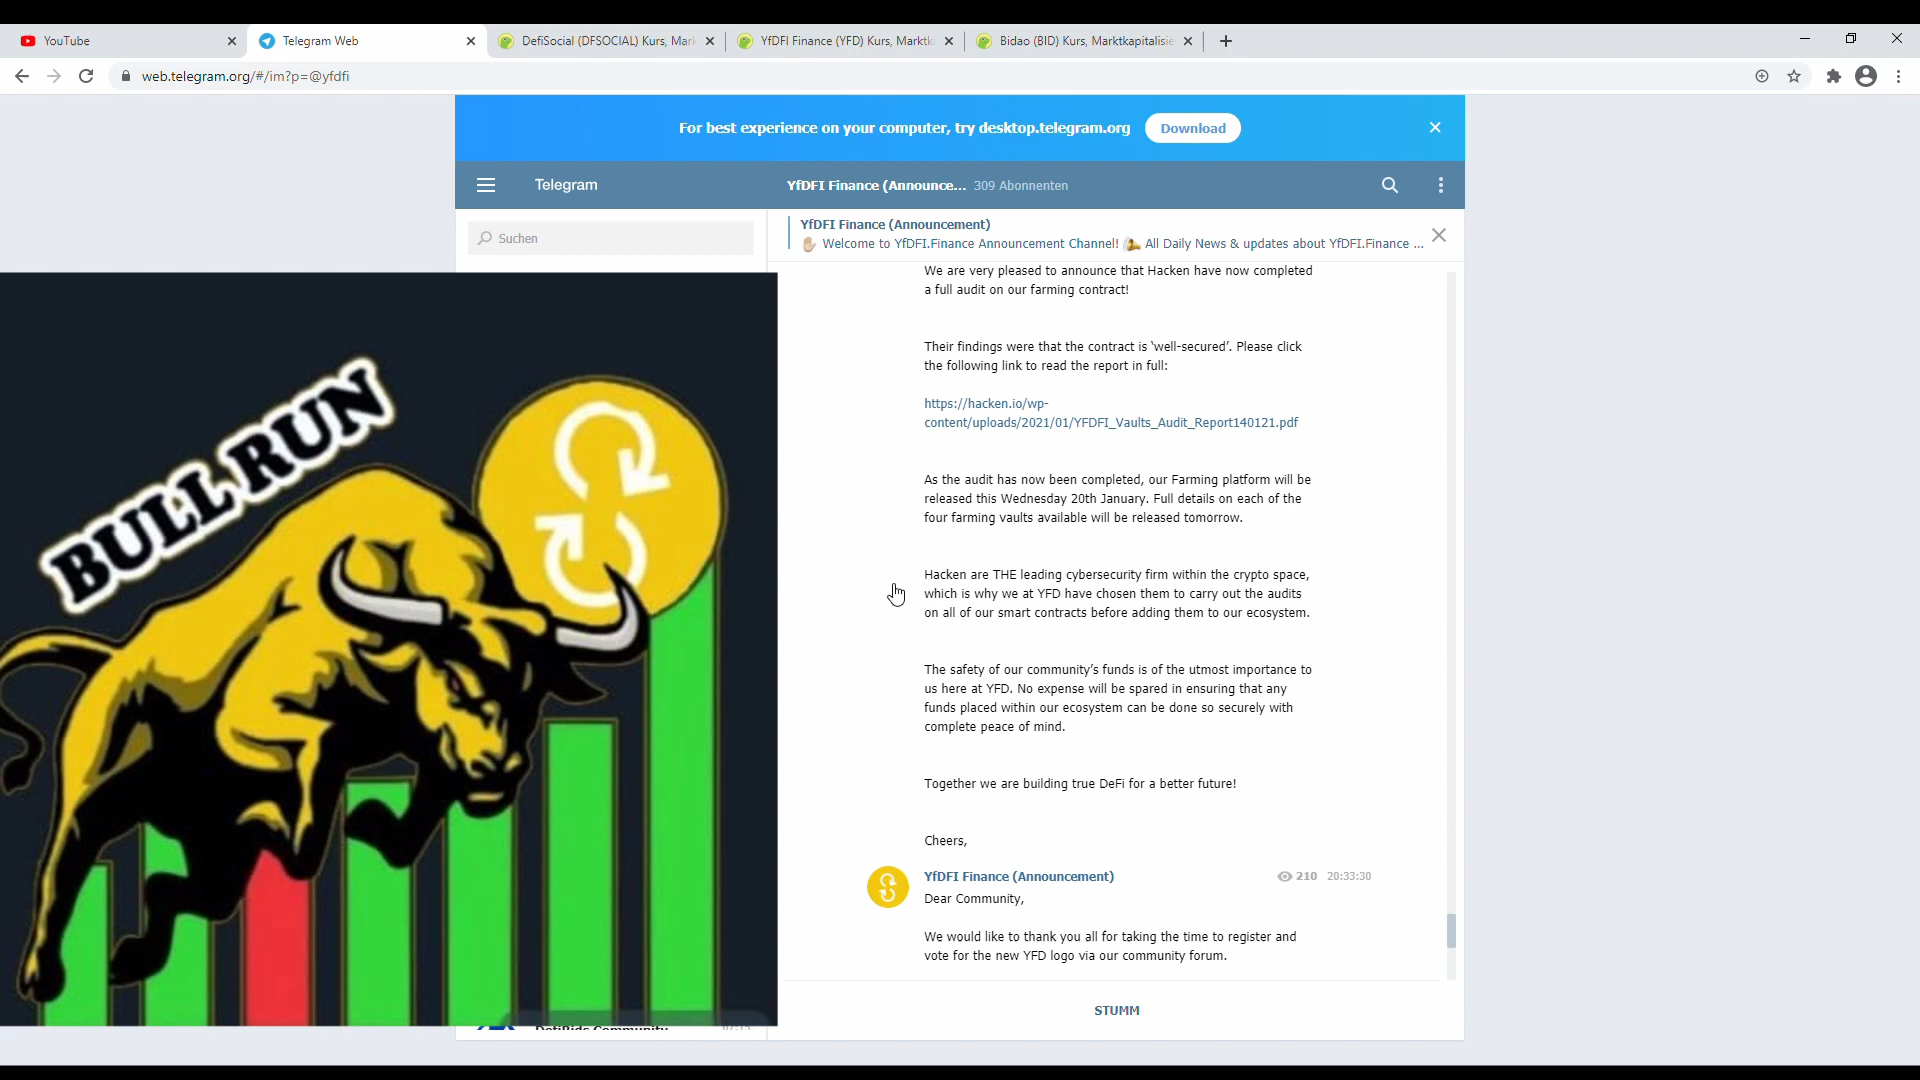 YouTube
Telegram Web
DefiSocial (DFSOCIAL) Kurs, Mark
YfDFI Finance (YFD) Kurs, Marktk
Bidao (BID) Kurs, Marktkapitalisie
web.telegram.org/#/im?p=@yfdfi
For best experience on your computer, try desktop.telegram.org
Download
Telegram
YfDFI Finance (Announce... 309 Abonnenten
Suchen
YfDFI Finance (Announcement)
Welcome to YfDFI.Finance Announcement Channel! All Daily News & updates about YfDFI.Finance ...
We are very pleased to announce that Hacken have now completed
a full audit on our farming contract!
Their findings were that the contract is ‘well-secured’. Please click
the following link to read the report in full:
https://hacken.io/wp-
content/uploads/2021/01/YFDFI_Vaults_Audit_Report140121.pdf
As the audit has now been completed, our Farming platform will be
released this Wednesday 20th January. Full details on each of the
four farming vaults available will be released tomorrow.
Hacken are THE leading cybersecurity firm within the crypto space,
which is why we at YFD have chosen them to carry out the audits
on all of our smart contracts before adding them to our ecosystem.
The safety of our community’s funds is of the utmost importance to
us here at YFD. No expense will be spared in ensuring that any
funds placed within our ecosystem can be done so securely with
complete peace of mind.
Together we are building true DeFi for a better future!
Cheers,
YfDFI Finance (Announcement)
210 20:33:30
Dear Community,
We would like to thank you all for taking the time to register and
vote for the new YFD logo via our community forum.
STUMM
BULL RUN
DefiBids Community
07:15